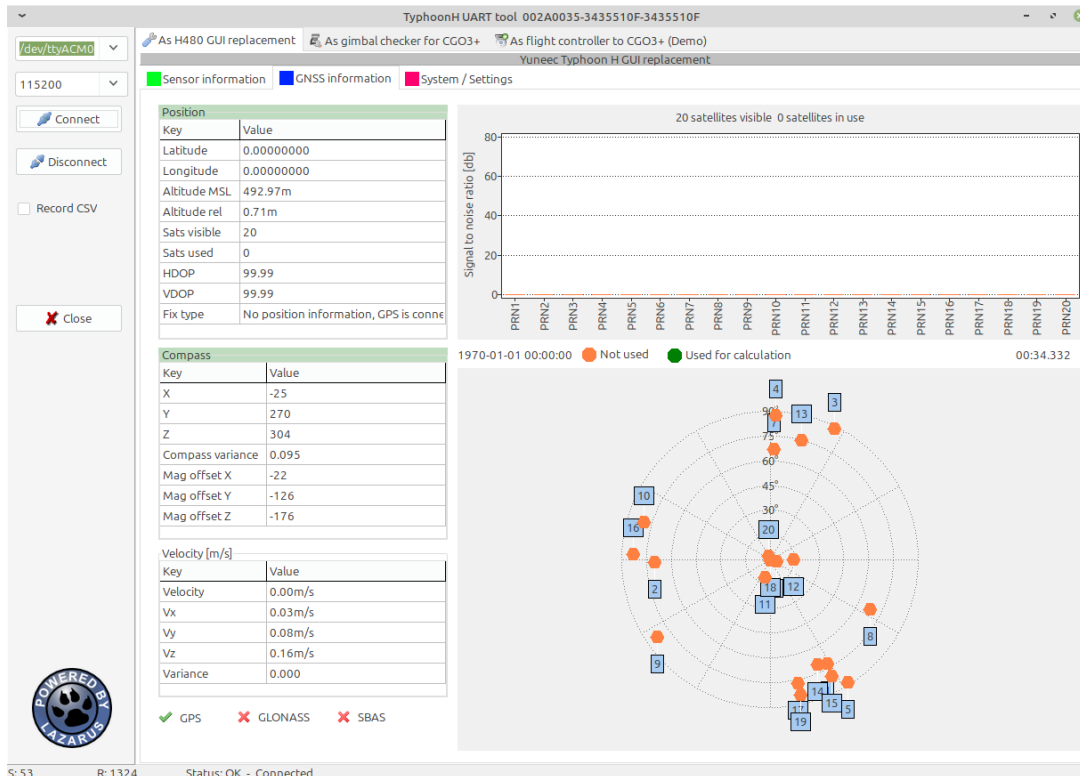 TyphoonH UART tool 002A0035-3435510F-3435510F
/dev/ttyACM0
115200
Connect
Disconnect
Record CSV
Close
As H480 GUI replacement As gimbal checker for CGO3+ As flight controller to CGO3+ (Demo)
Yuneec Typhoon H GUI replacement
Sensor information GNSS information System / Settings
Position
Key Value
Latitude 0.00000000
Longitude 0.00000000
Altitude MSL 492.97m
Altitude rel 0.71m
Sats visible 20
Sats used 0
HDOP 99.99
VDOP 99.99
Fix type No position information, GPS is conne
Compass
Key Value
X -25
Y 270
Z 304
Compass variance 0.095
Mag offset X -22
Mag offset Y -126
Mag offset Z -176
Velocity [m/s]
Key Value
Velocity 0.00m/s
Vx 0.03m/s
Vy 0.08m/s
Vz 0.16m/s
Variance 0.000
GPS GLONASS SBAS
20 satellites visible 0 satellites in use
Signal to noise ratio [db]
80
60
40
20
0
PRN1 PRN2 PRN3 PRN4 PRN5 PRN6 PRN7 PRN8 PRN9 PRN10 PRN11 PRN12 PRN13 PRN14 PRN15 PRN16 PRN17 PRN18 PRN19 PRN20
1970-01-01 00:00:00 Not used Used for calculation 00:34.332
4
3
13
90°
7
75°
60°
45°
10
30°
16
20
2
18 12
11
8
9
14
15
5
17
19
POWERED BY
LAZARUS
S: 53 R: 1324 Status: OK - Connected